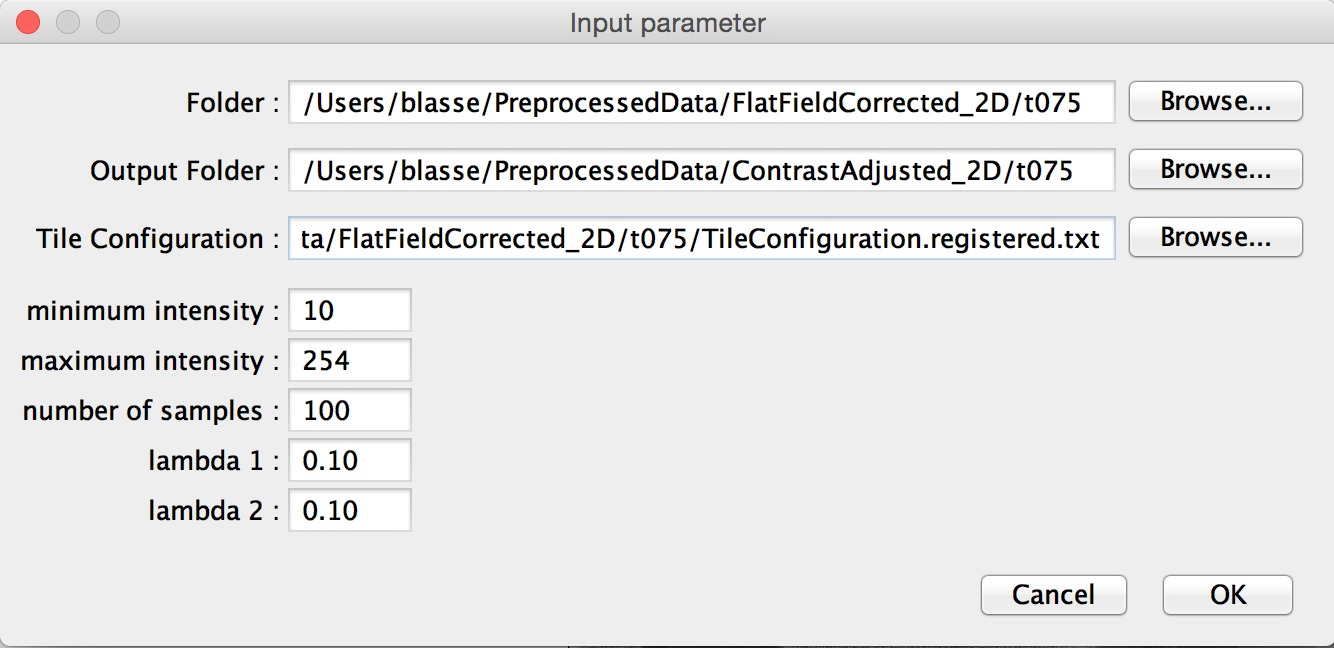 Input parameter
Folder : /Users/blasse/PreprocessedData/FlatFieldCorrected_2D/t075 Browse...
Output Folder : /Users/blasse/PreprocessedData/ContrastAdjusted_2D/t075 Browse...
Tile Configuration : ta/FlatFieldCorrected_2D/t075/TileConfiguration.registered.txt Browse...
minimum intensity : 10
maximum intensity : 254
number of samples : 100
lambda 1 : 0.10
lambda 2 : 0.10
Cancel OK